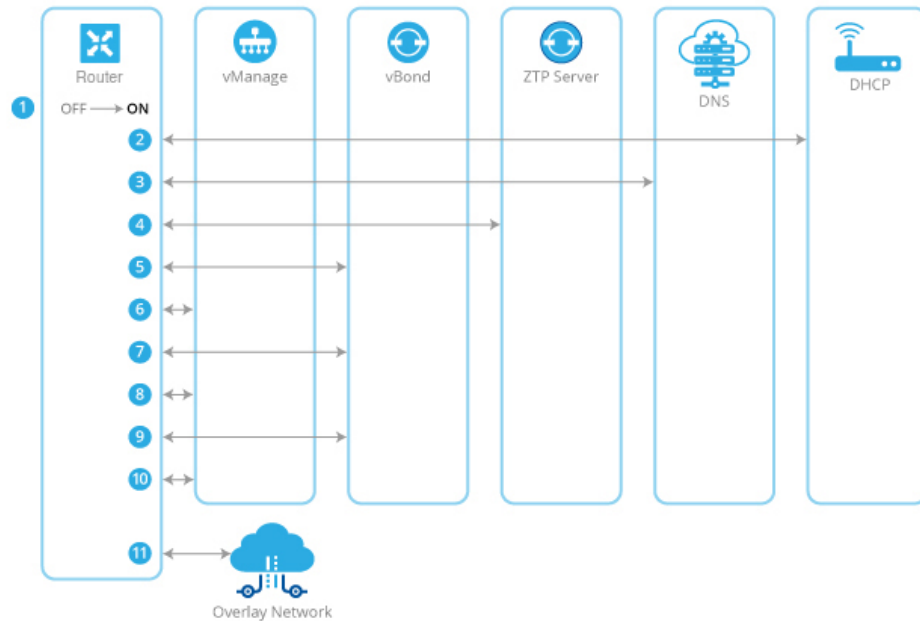 Router
vManage
vBond
ZTP Server
DNS
DHCP
1 OFF ON
2
3
4
5
6
7
8
9
10
11
Overlay Network